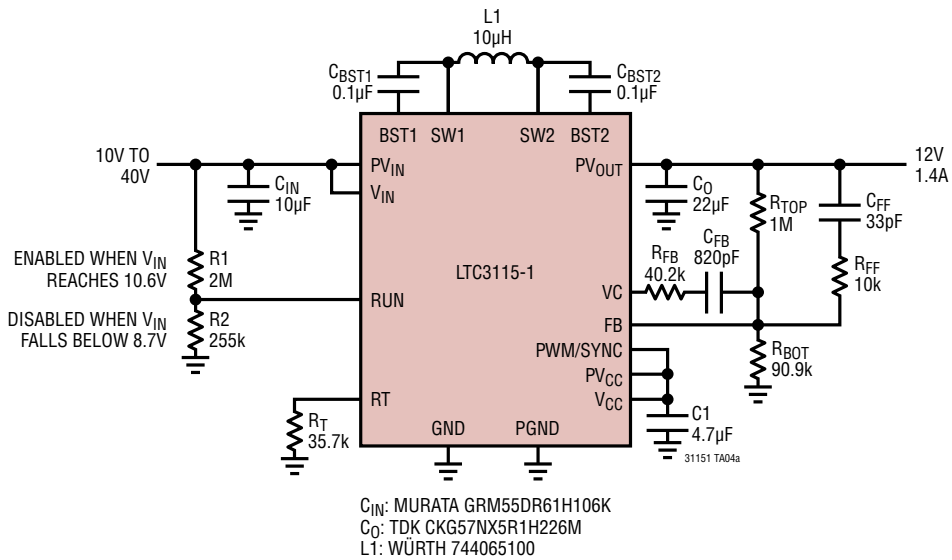 L1
10µH
CBST1
0.1µF
CBST2
0.1µF
BST1 SW1 SW2 BST2
10V TO
40V
PVIN
VIN
CIN
10µF
PVOUT
12V
1.4A
CO
22µF
RTOP
1M
CFF
33pF
RFB
40.2k
CFB
820pF
RFF
10k
ENABLED WHEN VIN
REACHES 10.6V
R1
2M
LTC3115-1
VC
RUN
FB
DISABLED WHEN VIN
FALLS BELOW 8.7V
R2
255k
PWM/SYNC
RBOT
90.9k
PVCC
VCC
RT
RT
35.7k
C1
4.7µF
GND PGND
31151 TA04a
CIN: MURATA GRM55DR61H106K
CO: TDK CKG57NX5R1H226M
L1: WÜRTH 744065100